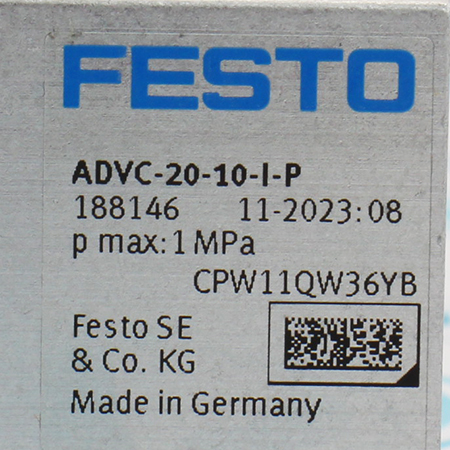 FESTO
ADVC-20-10-I-P
188146 11-2023:08
p max: 1 MPa
CPW11QW36YB
Festo SE
& Co. KG
Made in Germany